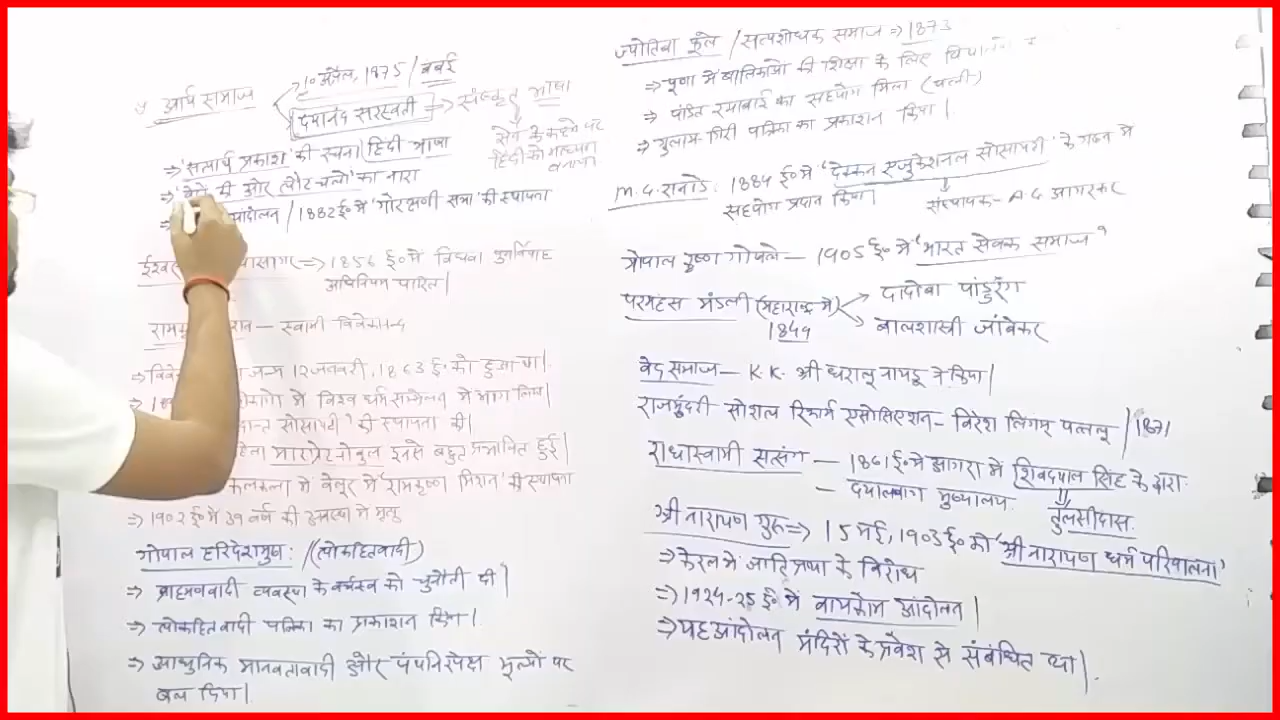 आर्य समाज
10 अप्रैल, 1875 / बंबई
दयानंद सरस्वती => संस्कृत भाषा
सेन के कहने पर
हिंदी को माध्यम
बनाया
=> 'सत्यार्थ प्रकाश' की रचना | हिंदी भाषा
=> 'वेदों की ओर लौट चलो' का नारा
आंदोलन / 1882 ई० में 'गौरक्षणी सभा' की स्थापना
=> 1856 ई० में विधवा पुनर्विवाह
अधिनियम पारित |
स्वामी विवेकानन्द
जन्म 12 जनवरी, 1863 ई० को हुआ था |
में विश्व धर्म सम्मेलन में भाग लिया |
सोसायटी की स्थापना की |
मारग्रेट नोबुल इनसे बहुत प्रभावित हुई |
कलकत्ता में वेलूर में 'रामकृष्ण मिशन' की स्थापना
=> 1902 ई० में 39 वर्ष की अवस्था में मृत्यु
गोपाल हरिदेशमुख : / (लोकहितवादी)
=> ब्राह्मणवादी व्यवस्था के वर्चस्व को चुनौती दी |
=> लोकहितवादी पत्रिका का प्रकाशन किया |
=> आधुनिक मानवतावादी और पंथनिरपेक्ष मूल्यों पर
बल दिया |
ज्योतिबा फुले / सत्यशोधक समाज => 1873
=> पूणा में बालिकाओं की शिक्षा के लिए
=> पंडित रमाबाई का सहयोग मिला (पत्नी)
=> गुलाम गिरी पत्रिका का प्रकाशन किया |
M.G. रानाडे: 1884 ई० में 'देक्कन एजुकेशनल सोसायटी' के गठन में
सहयोग प्रदान किया | संस्थापक - A.G आगरकर
गोपाल कृष्ण गोखले — 1905 ई० में 'भारत सेवक समाज'
परमहंस मंडली (महाराष्ट्र में) दादोबा पांडुरंग
1849 बालशास्त्री जांबेकर
वेद समाज — K.K. श्री धरालू नायडू ने किया |
राजमुंदरी सोशल रिफार्म एसोसिएशन - विरेश लिंगम पन्तलू / 1871
राधास्वामी सत्संग — 1861 ई० में आगरा में शिवदयाल सिंह के द्वारा
- दयालबाग मुख्यालय तुलसीदास
श्री नारायण गुरु => 15 मई, 1903 ई० को 'श्री नारायण धर्म परिपालना'
=> केरल में जाति प्रथा के विरोध
=> 1924-25 ई० में वायकोम आंदोलन |
=> यह आंदोलन मंदिरों के प्रवेश से संबंधित था |